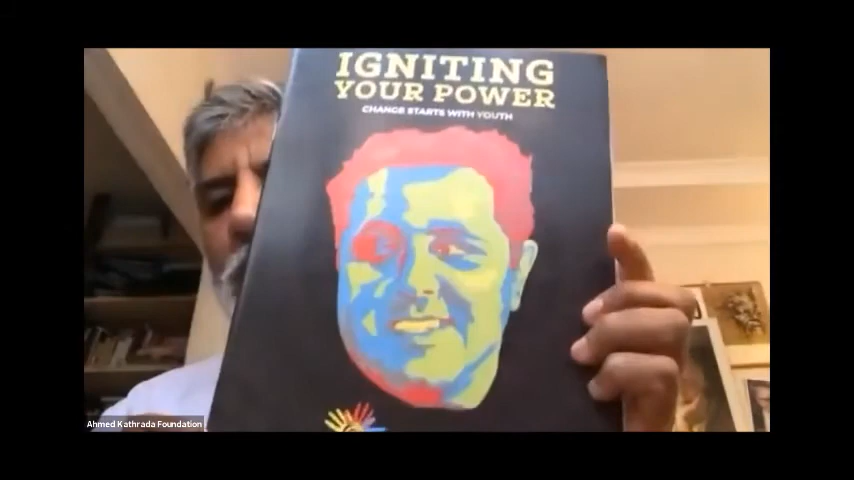 IGNITING
YOUR POWER
CHANGE STARTS WITH YOUTH
Ahmed Kathrada Foundation